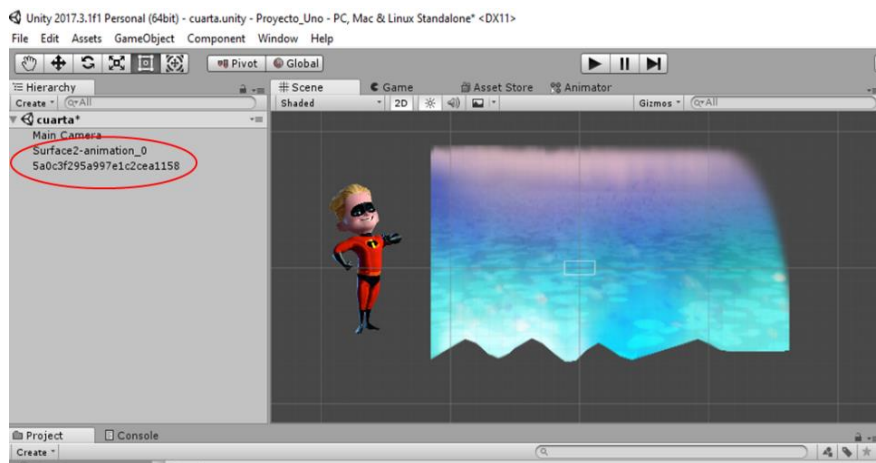 Unity 2017.3.1f1 Personal (64bit) - cuarta.unity - Proyecto_Uno - PC, Mac & Linux Standalone* <DX11>
File Edit Assets GameObject Component Window Help
Pivot Global
Hierarchy # Scene Game Asset Store Animator
Create All Shaded 2D Gizmos All
cuarta*
Main Camera
Surface2-animation_0
5a0c3f295a997e1c2cea1158
Project Console
Create